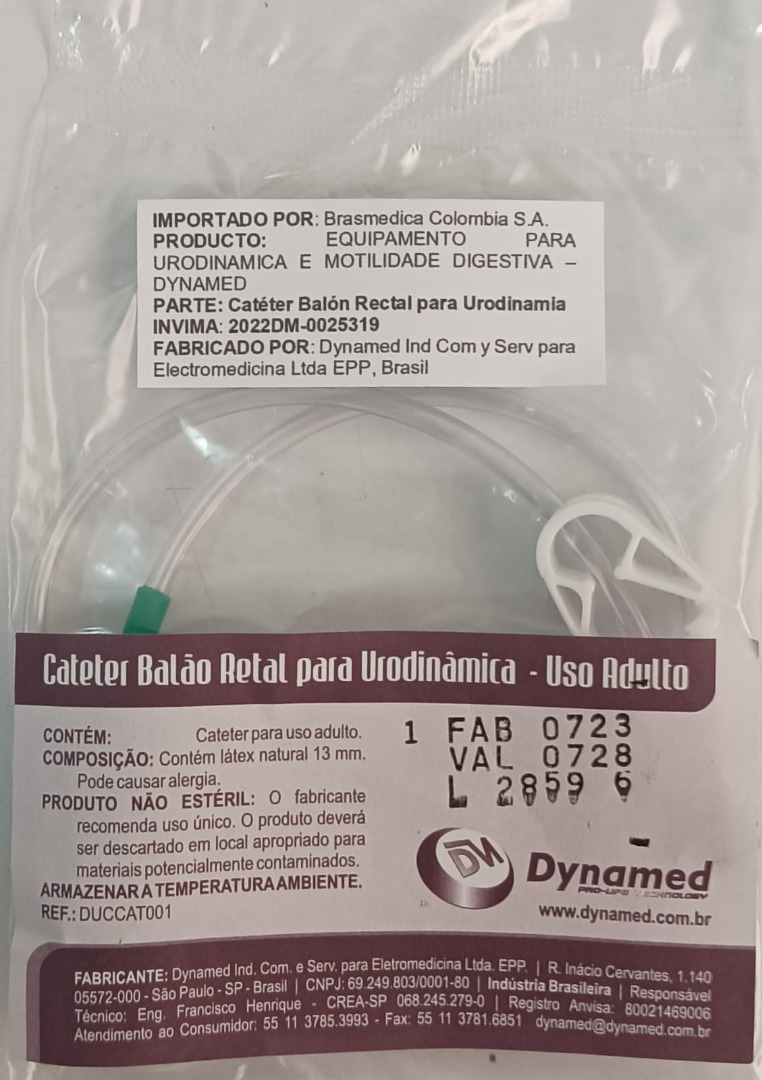 IMPORTADO POR: Brasmedica Colombia S.A.
PRODUCTO: EQUIPAMENTO PARA
URODINAMICA E MOTILIDADE DIGESTIVA –
DYNAMED
PARTE: Catéter Balón Rectal para Urodinamia
INVIMA: 2022DM-0025319
FABRICADO POR: Dynamed Ind Com y Serv para
Electromedicina Ltda EPP, Brasil
Cateter Balão Retal para Urodinâmica - Uso Adulto
CONTÉM: Cateter para uso adulto.
COMPOSIÇÃO: Contém látex natural 13 mm.
Pode causar alergia.
PRODUTO NÃO ESTÉRIL: O fabricante
recomenda uso único. O produto deverá
ser descartado em local apropriado para
materiais potencialmente contaminados.
ARMAZENAR A TEMPERATURA AMBIENTE.
REF.: DUCCAT001
1 FAB 0723
VAL 0728
L 2859 6
Dynamed
PRO-LIFE TECHNOLOGY
www.dynamed.com.br
FABRICANTE: Dynamed Ind. Com. e Serv. para Eletromedicina Ltda. EPP. | R. Inácio Cervantes, 1.140
05572-000 - São Paulo - SP - Brasil | CNPJ: 69.249.803/0001-80 | Indústria Brasileira | Responsável
Técnico: Eng. Francisco Henrique - CREA-SP 068.245.279-0 | Registro Anvisa: 80021469006
Atendimento ao Consumidor: 55 11 3785.3993 - Fax: 55 11 3781.6851 dynamed@dynamed.com.br